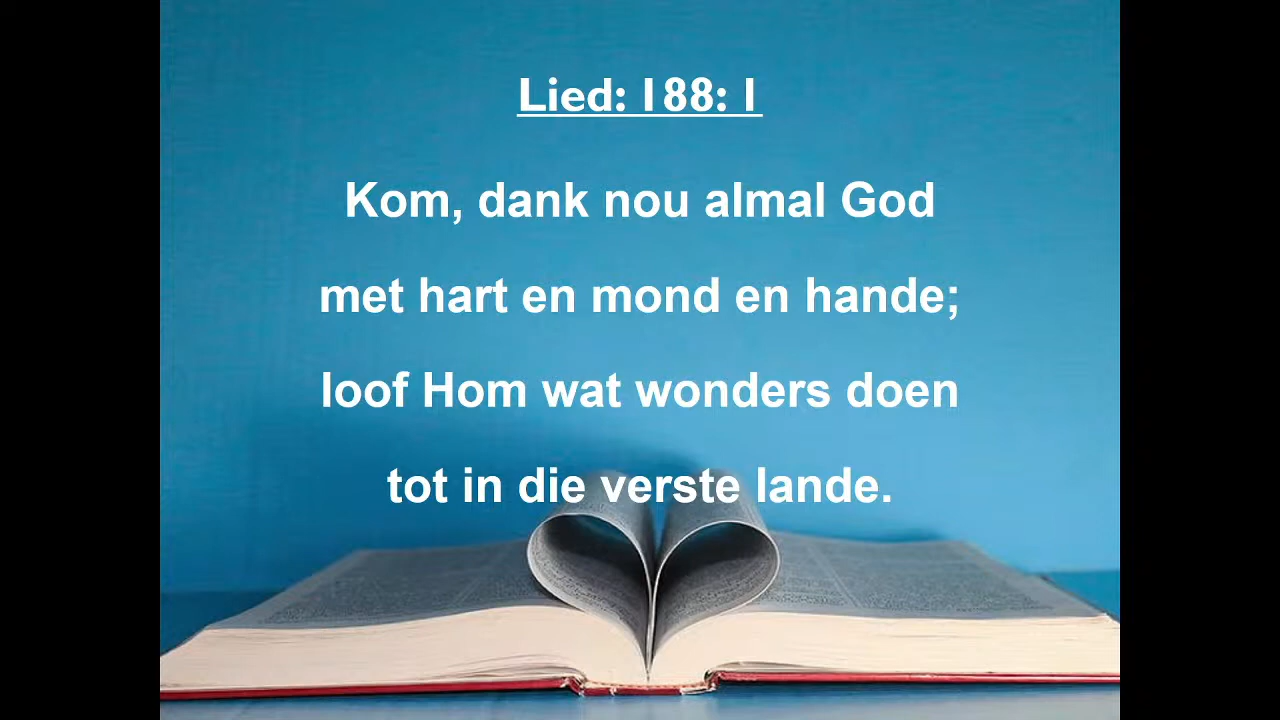 Lied: 188: 1
Kom, dank nou almal God
met hart en mond en hande;
loof Hom wat wonders doen
tot in die verste lande.